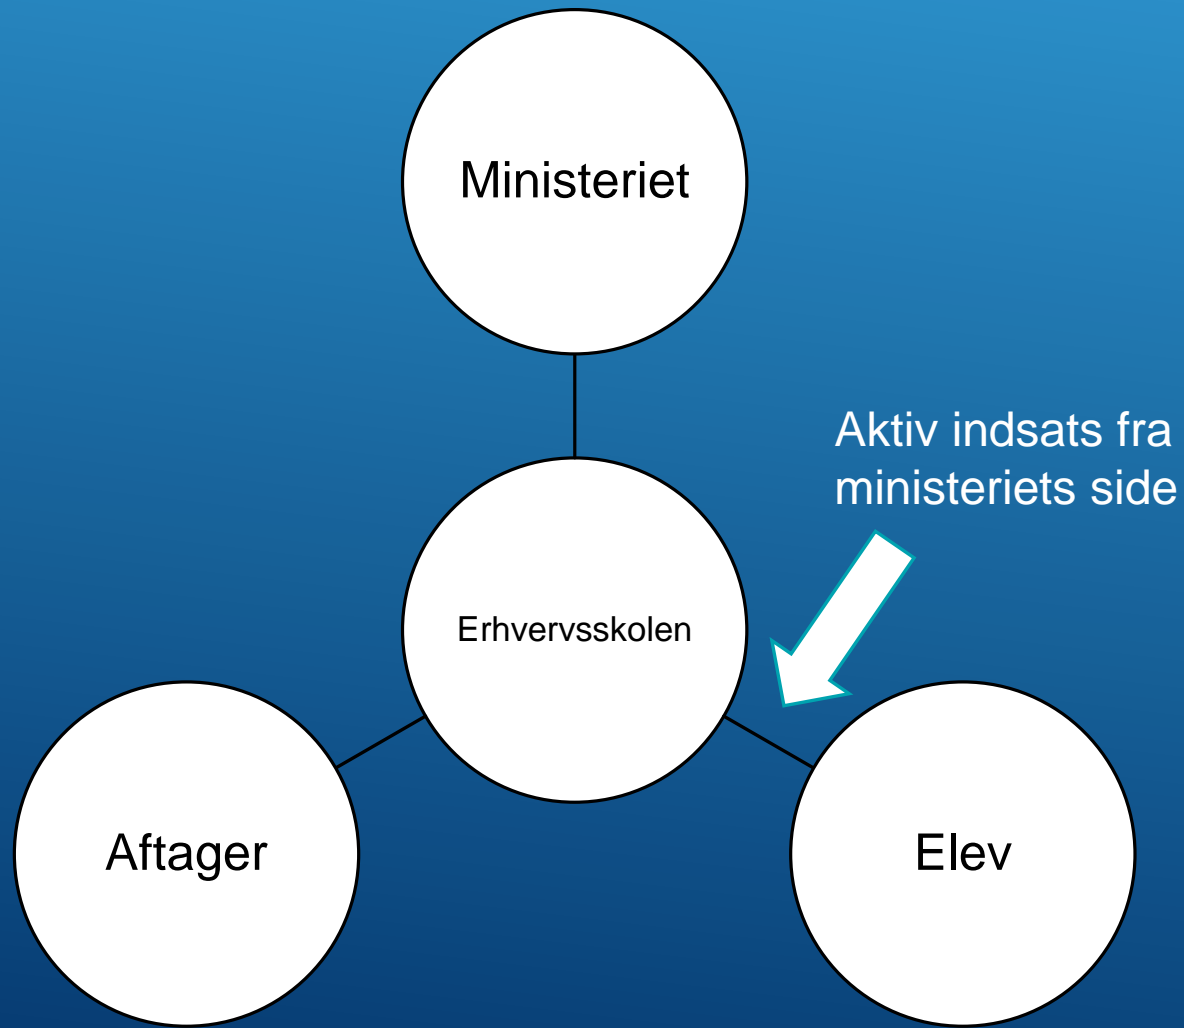 Ministeriet
Aktiv indsats fra
ministeriets side
Erhvervsskolen
Aftager
Elev